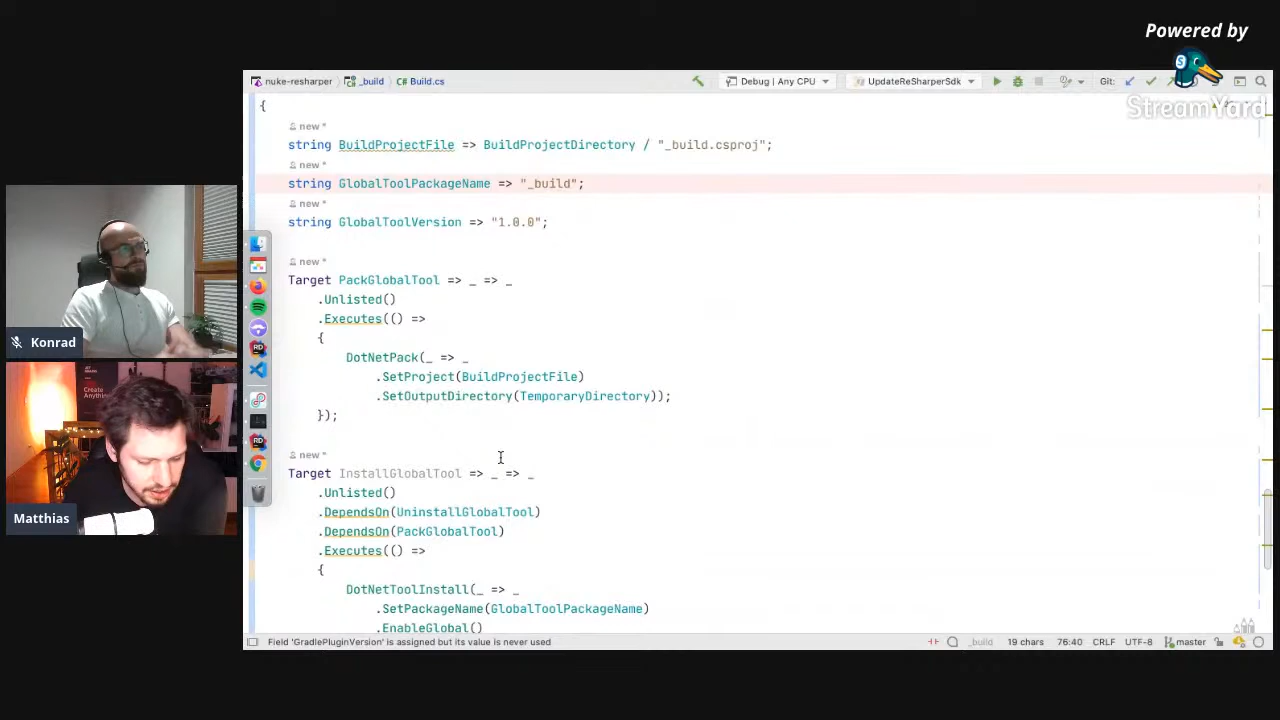 Powered by
StreamYard
nuke-resharper
_build
C# Build.cs
Debug | Any CPU
UpdateReSharperSdk
Git:
{
new *
string BuildProjectFile => BuildProjectDirectory / "_build.csproj";
new *
string GlobalToolPackageName => "_build";
new *
string GlobalToolVersion => "1.0.0";
new *
Target PackGlobalTool => _ => _
.Unlisted()
.Executes(() =>
{
DotNetPack(_ => _
.SetProject(BuildProjectFile)
.SetOutputDirectory(TemporaryDirectory));
});
new *
Target InstallGlobalTool => _ => _
.Unlisted()
.DependsOn(UninstallGlobalTool)
.DependsOn(PackGlobalTool)
.Executes(() =>
{
DotNetToolInstall(_ => _
.SetPackageName(GlobalToolPackageName)
.EnableGlobal()
Field 'GradlePluginVersion' is assigned but its value is never used
_build
19 chars
76:40
CRLF
UTF-8
master
Konrad
Matthias